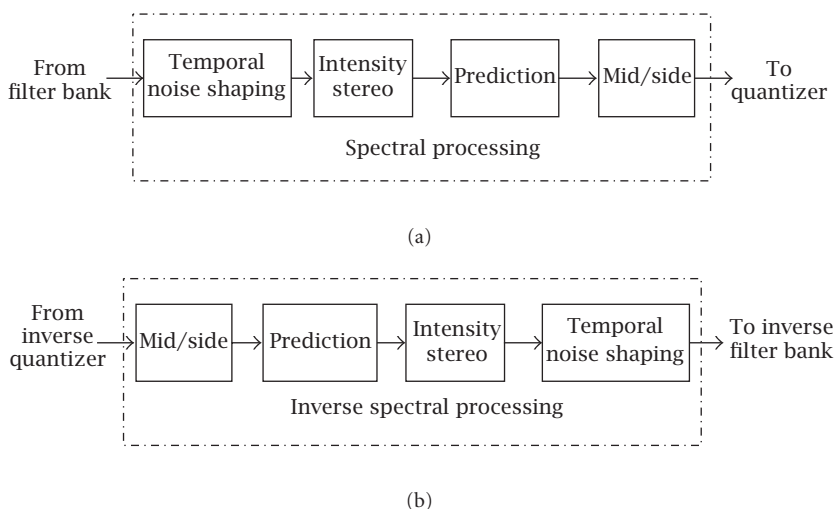 From
filter bank
Temporal
noise shaping
Intensity
stereo
Prediction
Mid/side
To
quantizer
Spectral processing
(a)
From
inverse
quantizer
Mid/side
Prediction
Intensity
stereo
Temporal
noise shaping
To inverse
filter bank
Inverse spectral processing
(b)